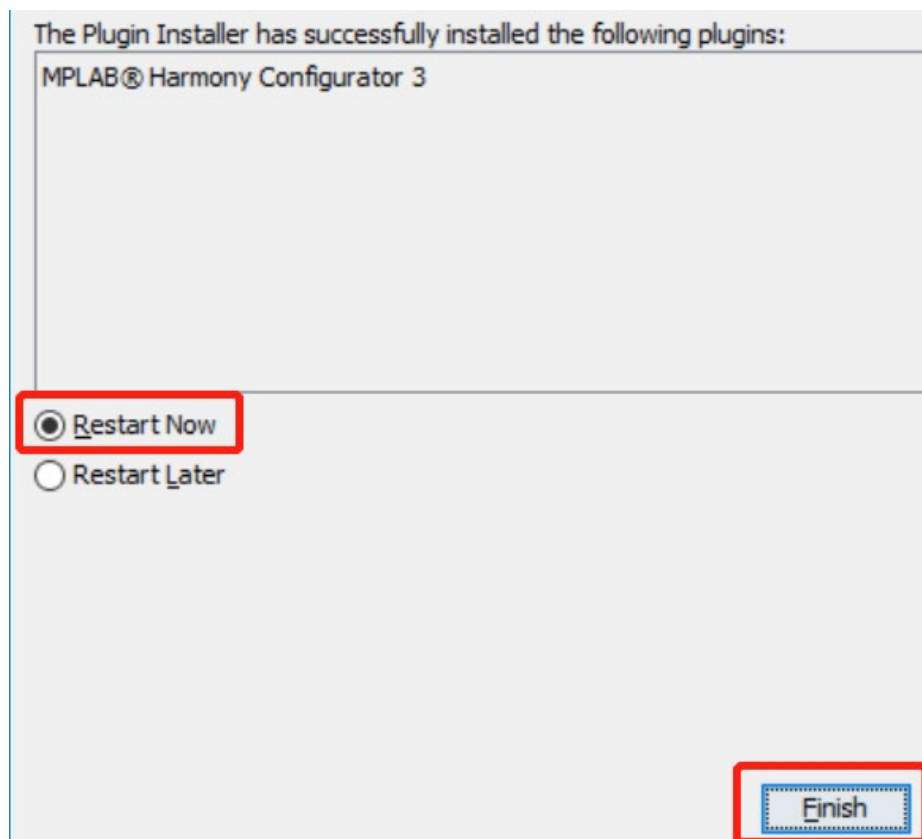 The Plugin Installer has successfully installed the following plugins:
MPLAB® Harmony Configurator 3
Restart Now
Restart Later
Finish